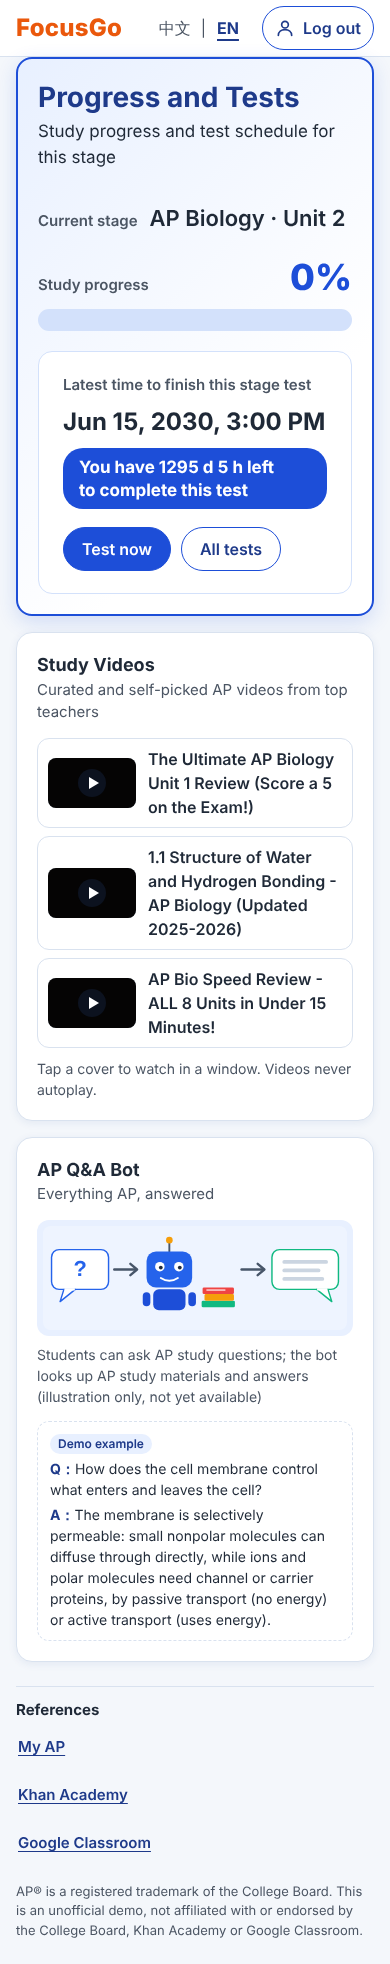 FocusGo 中文 | EN Log out
Progress and Tests
Study progress and test schedule for
this stage
Current stage AP Biology · Unit 2
Study progress 0%
Latest time to finish this stage test
Jun 15, 2030, 3:00 PM
You have 1295 d 5 h left
to complete this test
Test now All tests
Study Videos
Curated and self-picked AP videos from top
teachers
The Ultimate AP Biology
Unit 1 Review (Score a 5
on the Exam!)
1.1 Structure of Water
and Hydrogen Bonding -
AP Biology (Updated
2025-2026)
AP Bio Speed Review -
ALL 8 Units in Under 15
Minutes!
Tap a cover to watch in a window. Videos never
autoplay.
AP Q&A Bot
Everything AP, answered
?
Students can ask AP study questions; the bot
looks up AP study materials and answers
(illustration only, not yet available)
Demo example
Q：How does the cell membrane control
what enters and leaves the cell?
A：The membrane is selectively
permeable: small nonpolar molecules can
diffuse through directly, while ions and
polar molecules need channel or carrier
proteins, by passive transport (no energy)
or active transport (uses energy).
References
My AP
Khan Academy
Google Classroom
AP® is a registered trademark of the College Board. This
is an unofficial demo, not affiliated with or endorsed by
the College Board, Khan Academy or Google Classroom.